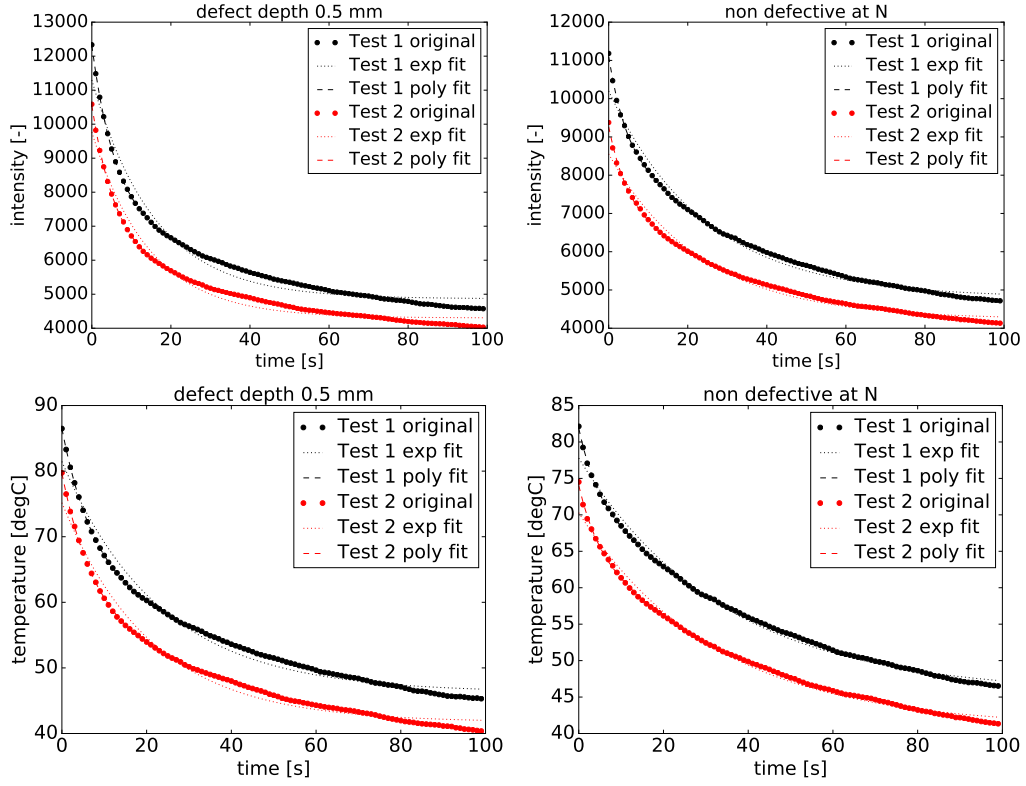 defect depth 0.5 mm
13000
12000
11000
10000
9000
8000
7000
6000
5000
4000
intensity [-]
0 20 40 60 80 100
time [s]
Test 1 original
Test 1 exp fit
Test 1 poly fit
Test 2 original
Test 2 exp fit
Test 2 poly fit
non defective at N
12000
11000
10000
9000
8000
7000
6000
5000
4000
intensity [-]
0 20 40 60 80 100
time [s]
Test 1 original
Test 1 exp fit
Test 1 poly fit
Test 2 original
Test 2 exp fit
Test 2 poly fit
defect depth 0.5 mm
90
80
70
60
50
40
temperature [degC]
0 20 40 60 80 100
time [s]
Test 1 original
Test 1 exp fit
Test 1 poly fit
Test 2 original
Test 2 exp fit
Test 2 poly fit
non defective at N
85
80
75
70
65
60
55
50
45
40
temperature [degC]
0 20 40 60 80 100
time [s]
Test 1 original
Test 1 exp fit
Test 1 poly fit
Test 2 original
Test 2 exp fit
Test 2 poly fit